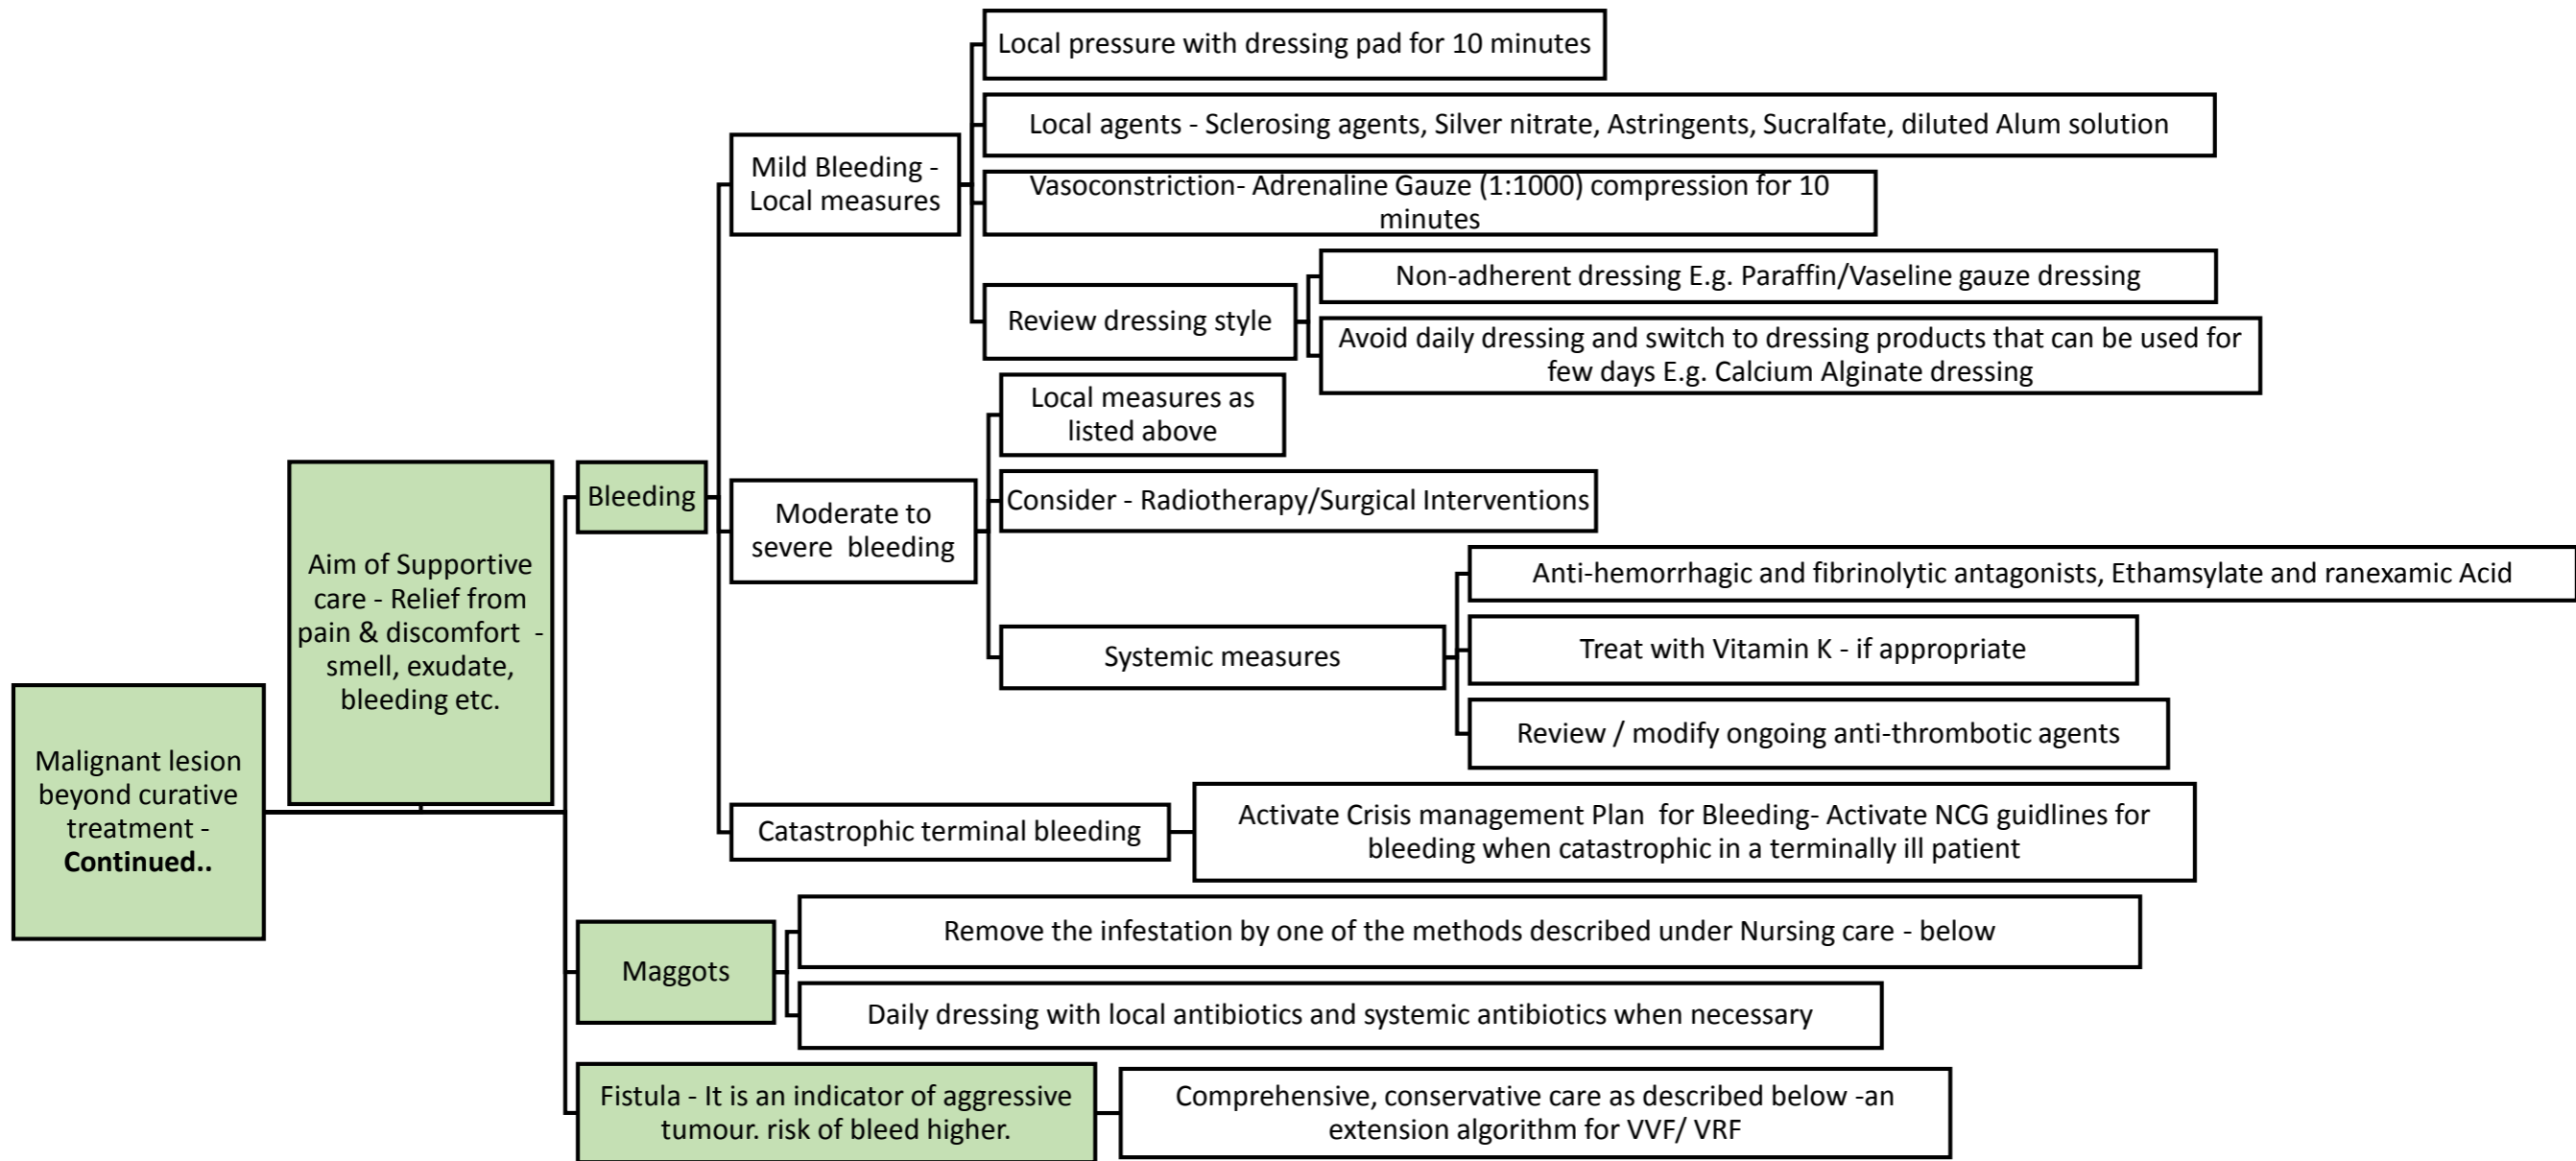 Local pressure with dressing pad for 10 minutes
Local agents - Sclerosing agents, Silver nitrate, Astringents, Sucralfate, diluted Alum solution
Mild Bleeding -
Local measures
Vasoconstriction- Adrenaline Gauze (1:1000) compression for 10
minutes
Review dressing style
Non-adherent dressing E.g. Paraffin/Vaseline gauze dressing
Avoid daily dressing and switch to dressing products that can be used for
few days E.g. Calcium Alginate dressing
Local measures as
listed above
Bleeding
Moderate to
severe  bleeding
Consider - Radiotherapy/Surgical Interventions
Systemic measures
Anti-hemorrhagic and fibrinolytic antagonists, Ethamsylate and ranexamic Acid
Treat with Vitamin K - if appropriate
Review / modify ongoing anti-thrombotic agents
Aim of Supportive
care - Relief from
pain & discomfort  -
smell, exudate,
bleeding etc.
Malignant lesion
beyond curative
treatment -
Continued..
Catastrophic terminal bleeding
Activate Crisis management Plan  for Bleeding- Activate NCG guidlines for
bleeding when catastrophic in a terminally ill patient
Maggots
Remove the infestation by one of the methods described under Nursing care - below
Daily dressing with local antibiotics and systemic antibiotics when necessary
Fistula - It is an indicator of aggressive
tumour. risk of bleed higher.
Comprehensive, conservative care as described below -an
extension algorithm for VVF/ VRF